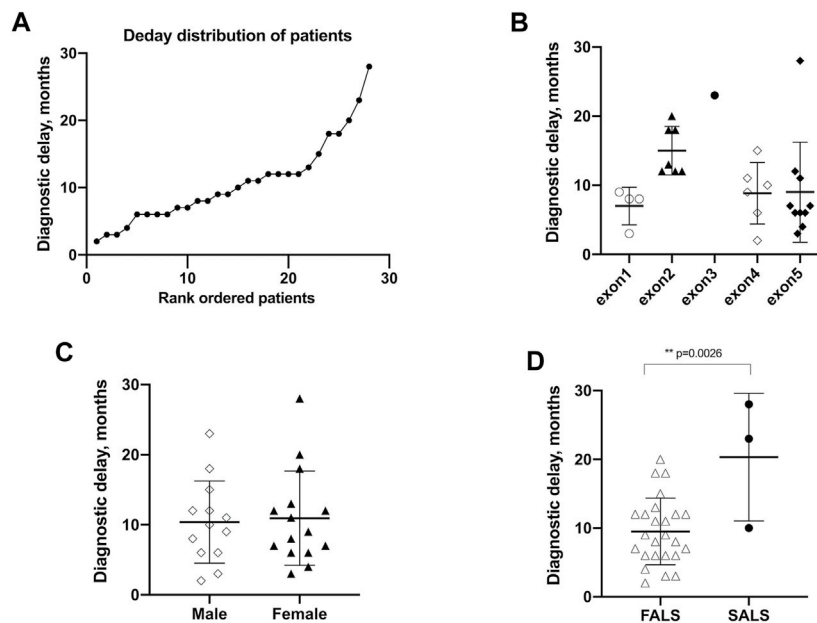 A
Deday distribution of patients
Diagnostic delay, months
30
20
10
0
0 10 20 30
Rank ordered patients
B
Diagnostic delay, months
30
20
10
0
exon1 exon2 exon3 exon4 exon5
C
Diagnostic delay, months
30
20
10
0
Male Female
D
** p=0.0026
Diagnostic delay, months
30
20
10
0
FALS SALS